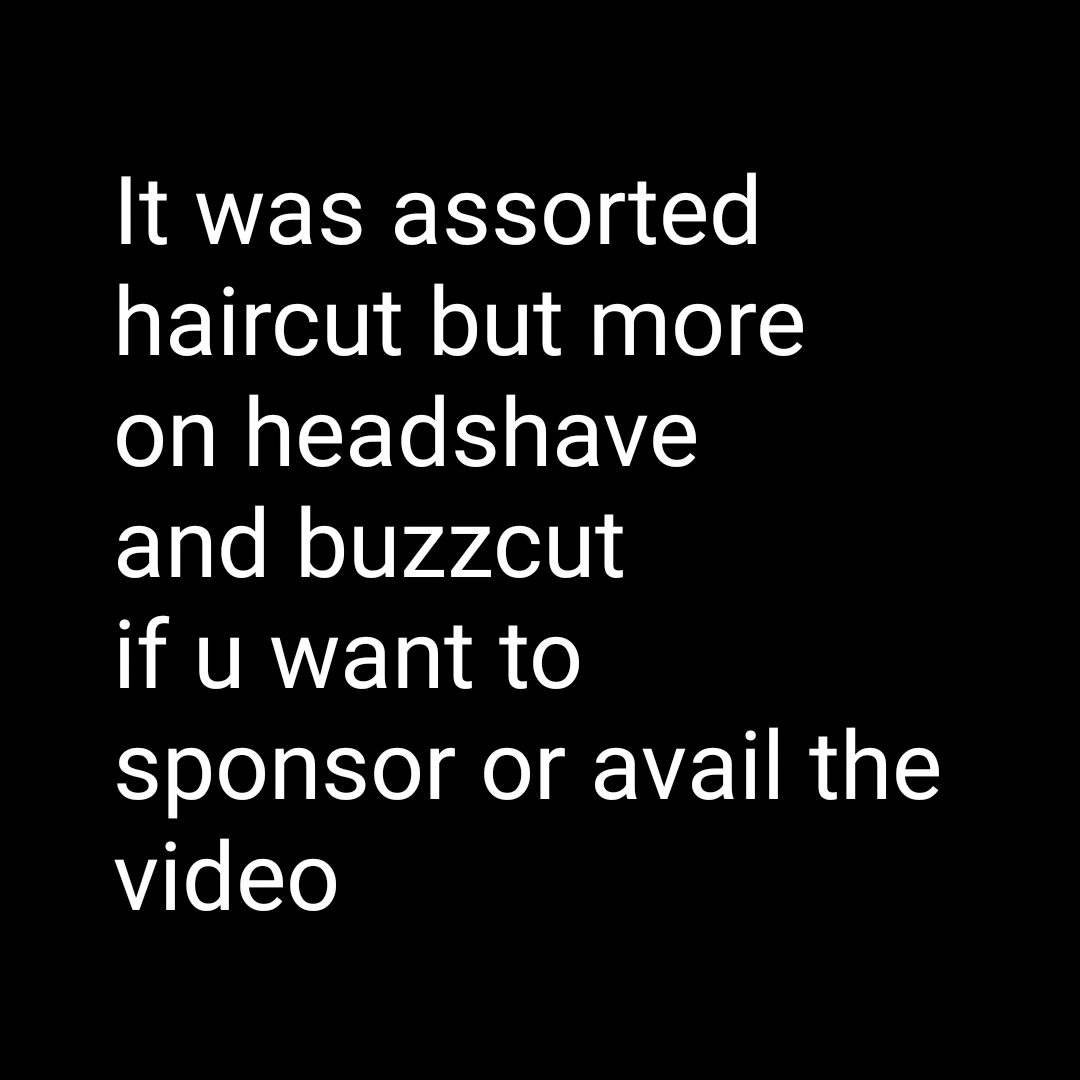 It was assorted
haircut but more
on headshave
and buzzcut
if u want to
sponsor or avail the
video